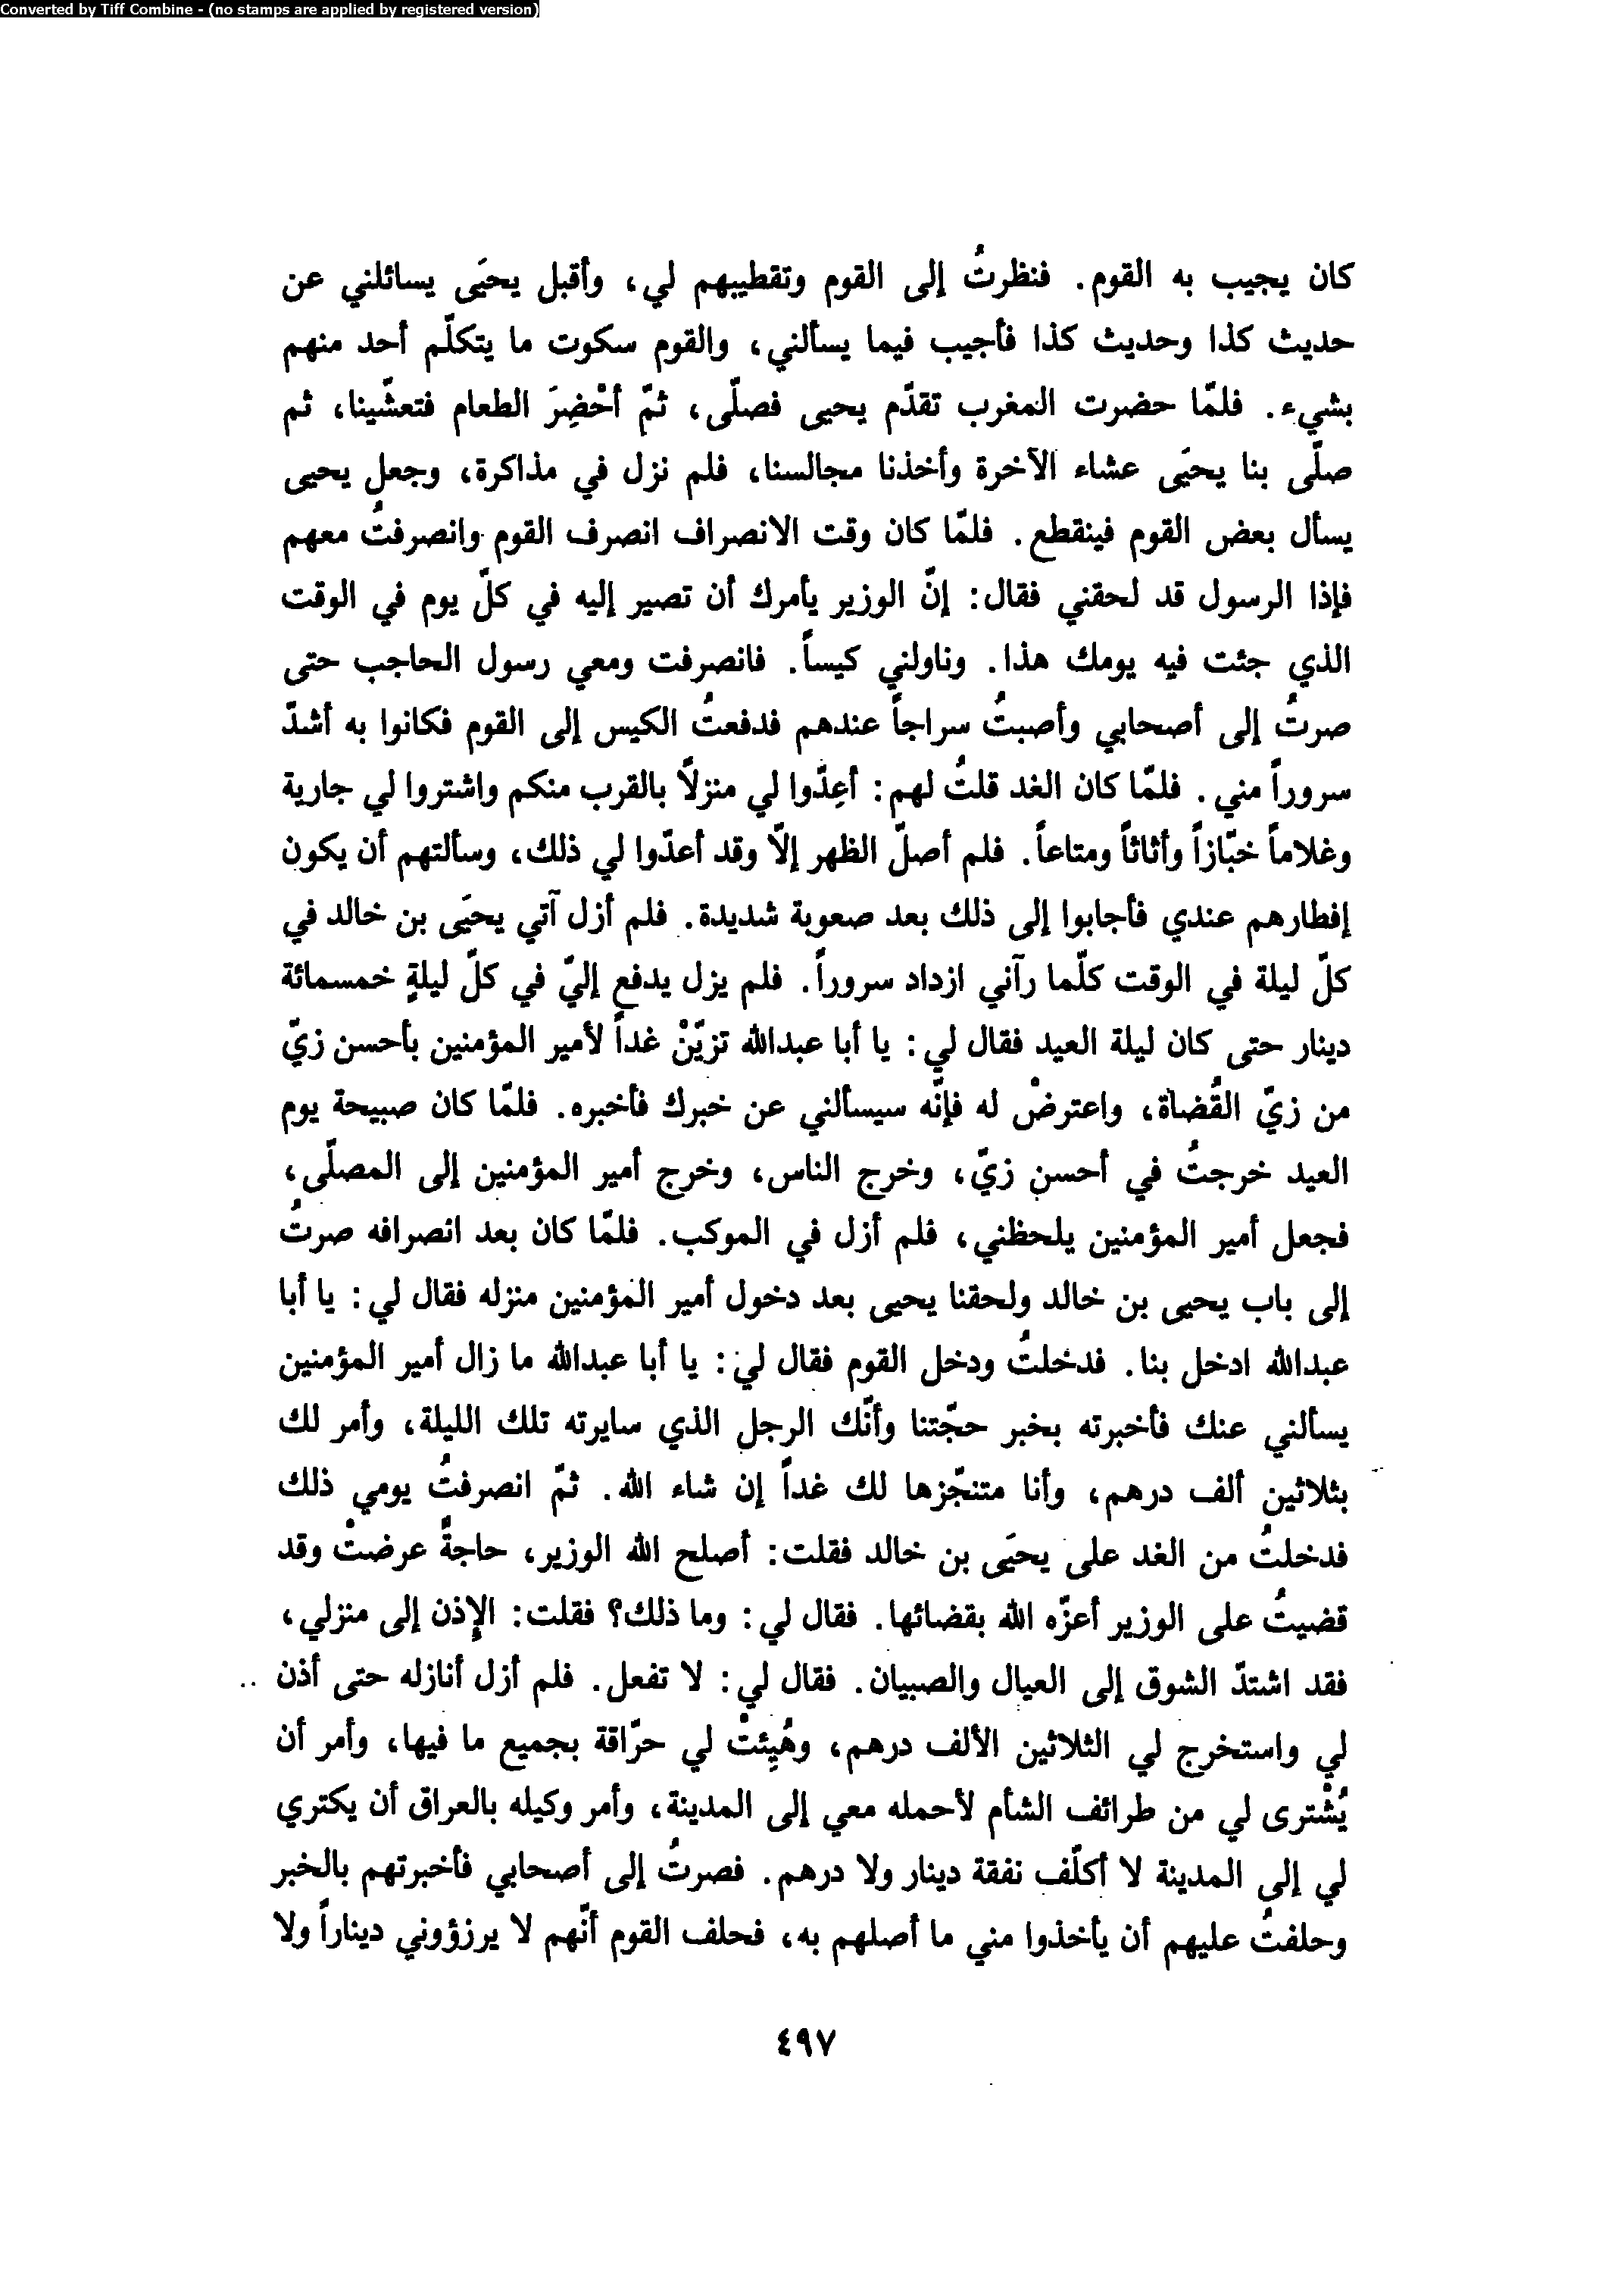 Converted by Tiff Combine - (no stamps are applied by registered version)
كان يجيب به القوم. فنظرتُ إلى القوم وتقطيبهم لي، وأقبل يحيَى يسائلني عن
حديث كذا وحديث كذا فأجيب فيما يسألني، والقوم سكوت ما يتكلّم أحد منهم
بشيء. فلمّا حضرت المغرب تقدّم يحيى فصلّى، ثمّ أُحْضِرَ الطعام فتعشّينا، ثم
صلّى بنا يحيَى عشاء الآخرة وأخذنا مجالسنا، فلم نزل في مذاكرة، وجعل يحيى
يسأل بعض القوم فينقطع. فلمّا كان وقت الانصراف انصرف القوم وانصرفتُ معهم
فإذا الرسول قد لحقني فقال: إنّ الوزير يأمرك أن تصير إليه في كلّ يوم في الوقت
الذي جئت فيه يومك هذا. وناولني كيساً. فانصرفت ومعي رسول الحاجب حتى
صرتُ إلى أصحابي وأصبتُ سراجاً عندهم فدفعتُ الكيس إلى القوم فكانوا به أشدّ
سروراً مني. فلمّا كان الغد قلتُ لهم: أعِدّوا لي منزلاً بالقرب منكم واشتروا لي جارية
وغلاماً خبّازاً وأثاثاً ومتاعاً. فلم أصلّ الظهر إلاّ وقد أعدّوا لي ذلك، وسألتهم أن يكون
إفطارهم عندي فأجابوا إلى ذلك بعد صعوبة شديدة. فلم أزل آتي يحيَى بن خالد في
كلّ ليلة في الوقت كلّما رآني ازداد سروراً. فلم يزل يدفع إليّ في كلّ ليلةٍ خمسمائة
دينار حتى كان ليلة العيد فقال لي: يا أبا عبدالله تزيّنْ غداً لأمير المؤمنين بأحسن زيّ
من زيّ القُضاة، واعترضْ له فإنّه سيسألني عن خبرك فأخبره. فلمّا كان صبيحة يوم
العيد خرجتُ في أحسن زيّ، وخرج الناس، وخرج أمير المؤمنين إلى المصلّى،
فجعل أمير المؤمنين يلحظني، فلم أزل في الموكب. فلمّا كان بعد انصرافه صرتُ
إلى باب يحيى بن خالد ولحقنا يحيى بعد دخول أمير المؤمنين منزله فقال لي: يا أبا
عبدالله ادخل بنا. فدخلتُ ودخل القوم فقال لي: يا أبا عبدالله ما زال أمير المؤمنين
يسألني عنك فأخبرته بخبر حجّتنا وأنّك الرجل الذي سايرته تلك الليلة، وأمر لك
بثلاثين ألف درهم، وأنا متنجّزها لك غداً إن شاء الله. ثمّ انصرفتُ يومي ذلك
فدخلتُ من الغد على يحيَى بن خالد فقلت: أصلح الله الوزير، حاجةً عرضتْ وقد
قضيتُ على الوزير أعزّه الله بقضائها. فقال لي: وما ذلك؟ فقلت: الإذن إلى منزلي،
فقد اشتدّ الشوق إلى العيال والصبيان. فقال لي: لا تفعل. فلم أزل أنازله حتى أذن
لي واستخرج لي الثلاثين الألف درهم، وهُيِئتْ لي حرّاقة بجميع ما فيها، وأمر أن
يُشْترى لي من طرائف الشأم لأحمله معي إلى المدينة، وأمر وكيله بالعراق أن يكتري
لي إلى المدينة لا أكلّف نفقة دينار ولا درهم. فصرتُ إلى أصحابي فأخبرتهم بالخبر
وحلفتُ عليهم أن يأخذوا مني ما أصلهم به، فحلف القوم أنّهم لا يرزؤوني ديناراً ولا
٤٩٧